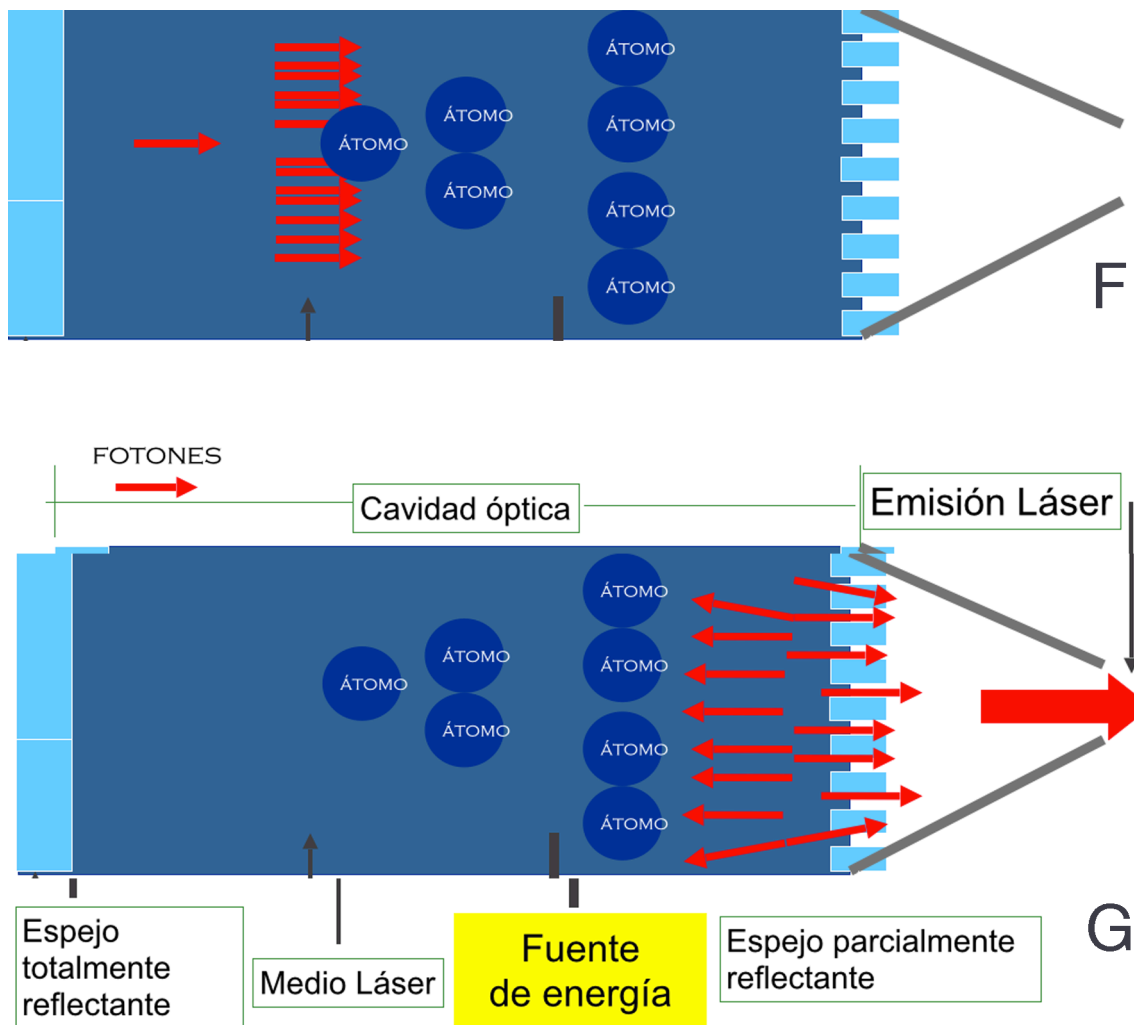 ÁTOMO
ÁTOMO
ÁTOMO
ÁTOMO
ÁTOMO
ÁTOMO
ÁTOMO
F
FOTONES
Cavidad óptica
Emisión Láser
ÁTOMO
ÁTOMO
ÁTOMO
ÁTOMO
ÁTOMO
ÁTOMO
ÁTOMO
Espejo
totalmente
reflectante
Medio Láser
Fuente
de energía
Espejo parcialmente
reflectante
G